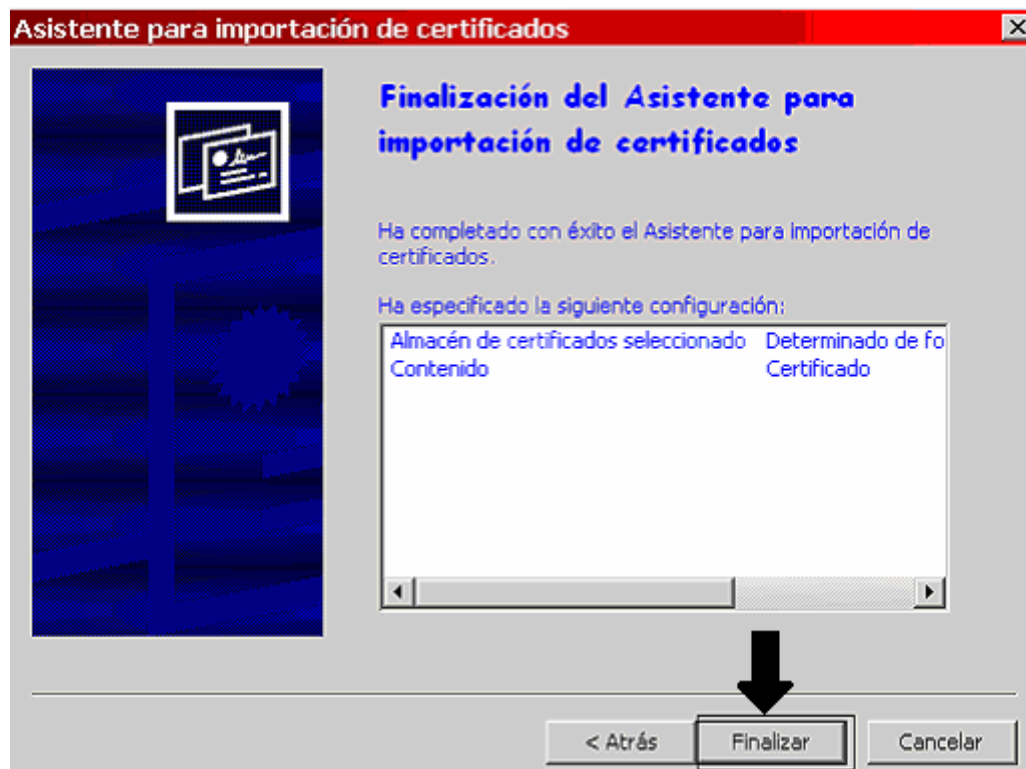 Asistente para importación de certificados
Finalización del Asistente para
importación de certificados
Ha completado con éxito el Asistente para importación de
certificados.
Ha especificado la siguiente configuración:
Almacén de certificados seleccionado Determinado de fo
Contenido Certificado
< Atrás Finalizar Cancelar